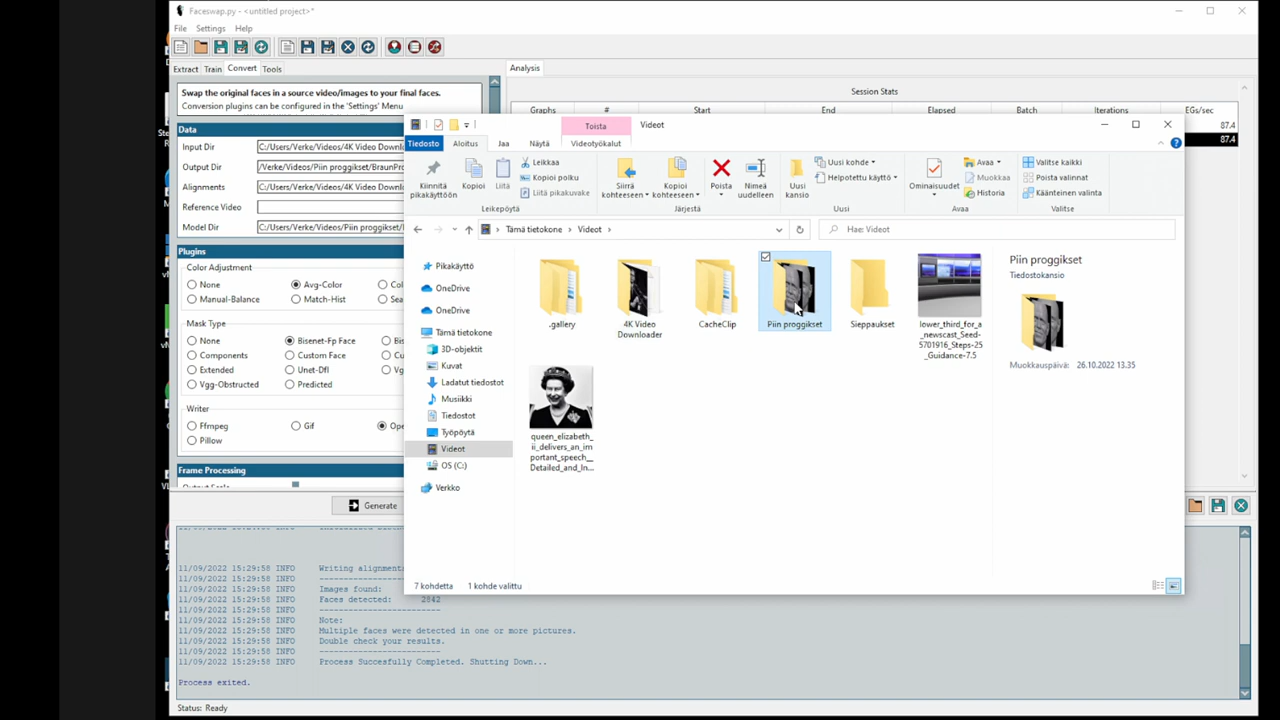 Faceswap.py - <untitled project>*
File Settings Help
Extract Train Convert Tools
Swap the original faces in a source video/images to your final faces.
Conversion plugins can be configured in the 'Settings' Menu
Data
Input Dir C:/Users/Verke/Videos/4K Video Downl
Output Dir /Verke/Videos/Piin proggikset/BraunPro
Alignments C:/Users/Verke/Videos/4K Video Downl
Reference Video
Model Dir C:/Users/Verke/Videos/Piin proggikset/
Plugins
Color Adjustment
None Avg-Color
Manual-Balance Match-Hist
Mask Type
None Bisenet-Fp Face
Components Custom Face
Extended Unet-Dfl
Vgg-Obstructed Predicted
Writer
Ffmpeg Gif
Pillow
Frame Processing
Generate
Analysis
Session Stats
Graphs # Start End Elapsed Batch Iterations EGs/sec
87.4
87.4
Videot
Toista
Tiedosto Aloitus Jaa Näytä Videotyökalut
Kiinnitä pikakäyttöön
Kopioi
Liitä
Leikkaa
Kopioi polku
Liitä pikakuvake
Leikepöytä
Siirrä kohteeseen
Kopioi kohteeseen
Poista
Nimeä uudelleen
Järjestä
Uusi kansio
Uusi kohde
Helpotettu käyttö
Uusi
Ominaisuudet
Avaa
Muokkaa
Historia
Avaa
Valitse kaikki
Poista valinnat
Käänteinen valinta
Valitse
Tämä tietokone > Videot >
Hae: Videot
Pikakäyttö
OneDrive
OneDrive
Tämä tietokone
3D-objektit
Kuvat
Ladatut tiedostot
Musiikki
Tiedostot
Työpöytä
Videot
OS (C:)
Verkko
.gallery
4K Video
Downloader
CacheClip
Piin proggikset
Sieppaukset
lower_third_for_a
_newscast_Seed-
5701916_Steps-25
_Guidance-7.5
queen_elizabeth_
ii_delivers_an_im
portant_speech__
Detailed_and_In...
Piin proggikset
Tiedostokansio
Muokkauspäivä: 26.10.2022 13.35
7 kohdetta 1 kohde valittu
11/09/2022 15:29:58 INFO Writing alignment
11/09/2022 15:29:58 INFO --------------------
11/09/2022 15:29:58 INFO Images found:
11/09/2022 15:29:58 INFO Faces detected: 2842
11/09/2022 15:29:58 INFO --------------------
11/09/2022 15:29:58 INFO Note:
11/09/2022 15:29:58 INFO Multiple faces were detected in one or more pictures.
11/09/2022 15:29:58 INFO Double check your results.
11/09/2022 15:29:58 INFO --------------------
11/09/2022 15:29:58 INFO Process Succesfully Completed. Shutting Down...
Process exited.
Status: Ready